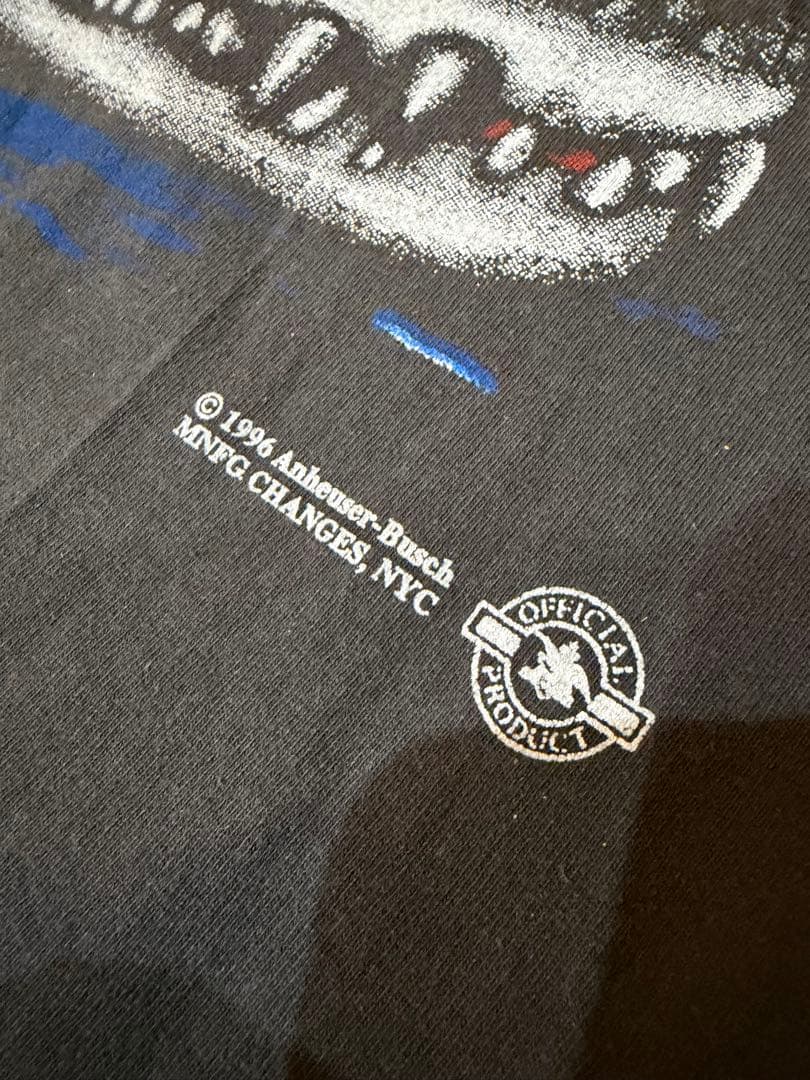 © 1996 Anheuser-Busch
MNFG CHANGES, NYC
OFFICIAL
PRODUCT